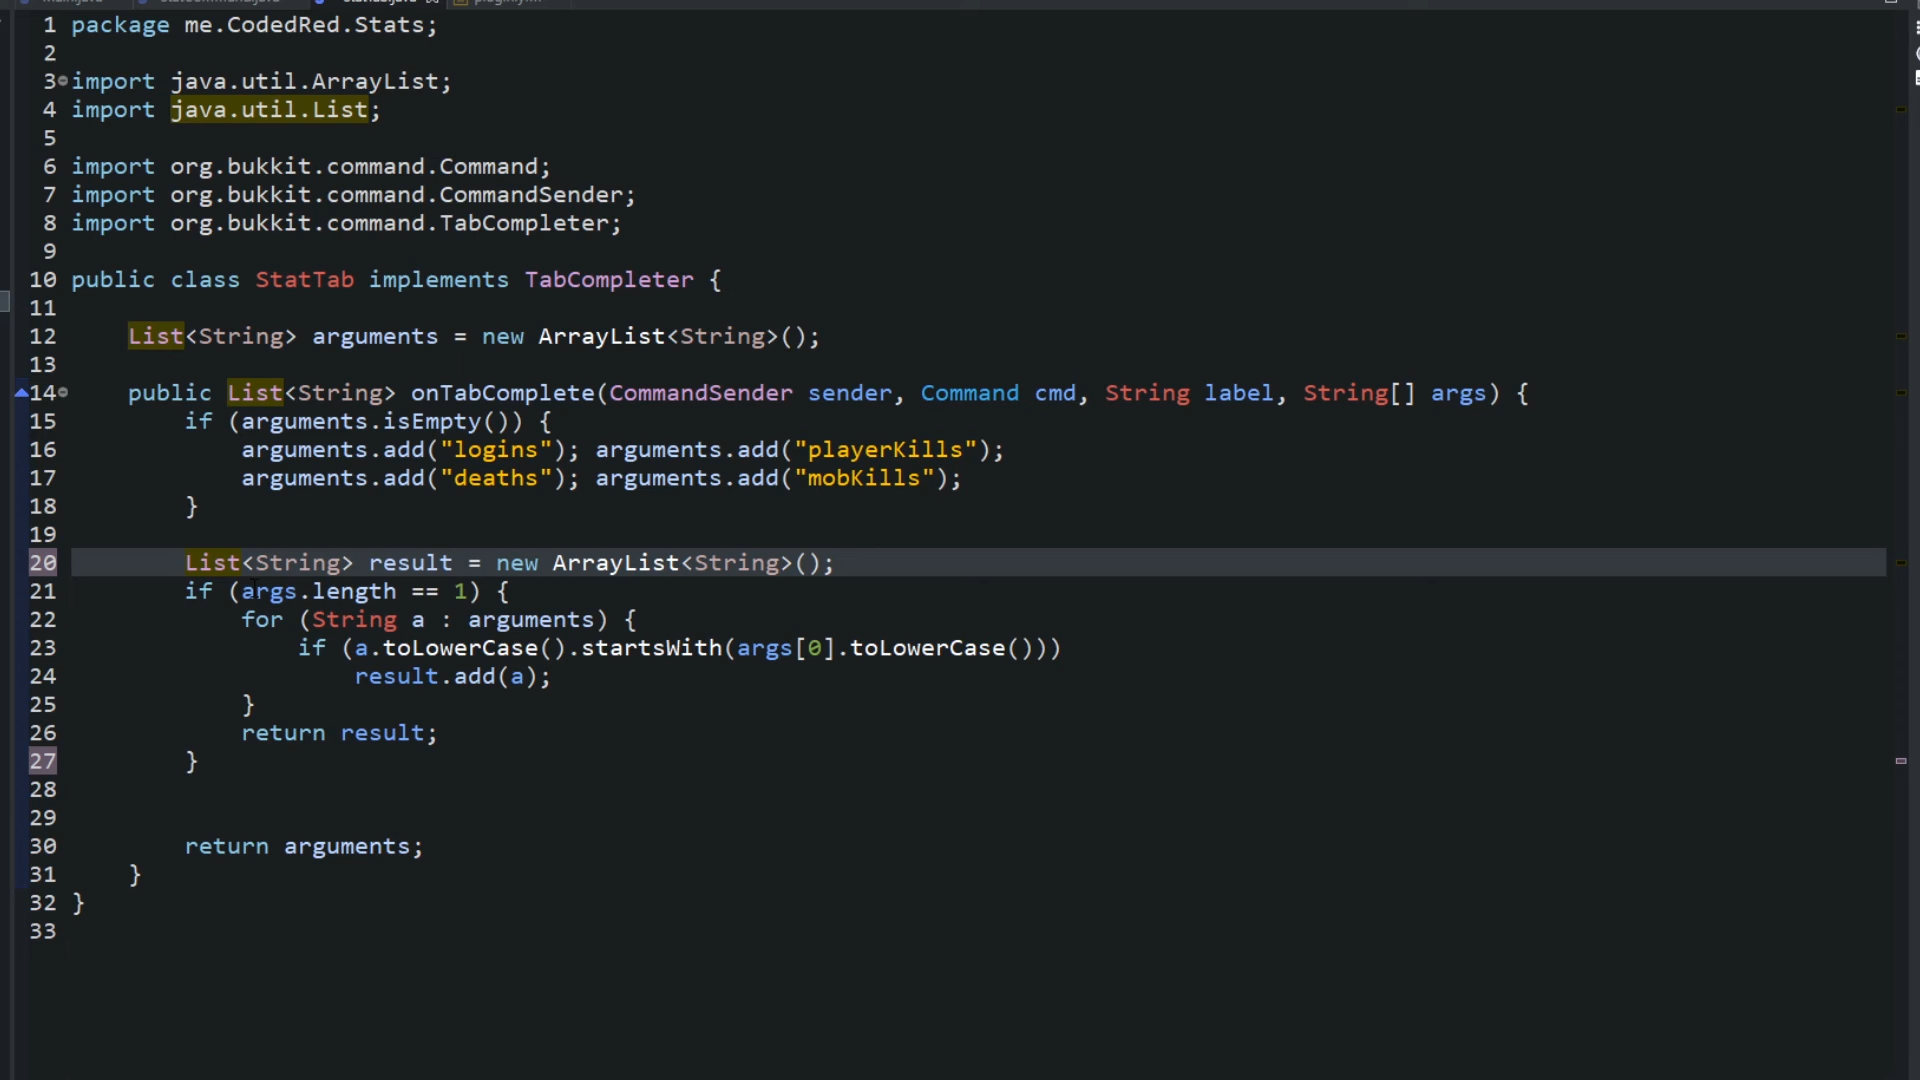 1 package me.CodedRed.Stats;
2
3 import java.util.ArrayList;
4 import java.util.List;
5
6 import org.bukkit.command.Command;
7 import org.bukkit.command.CommandSender;
8 import org.bukkit.command.TabCompleter;
9
10 public class StatTab implements TabCompleter {
11
12     List<String> arguments = new ArrayList<String>();
13
14     public List<String> onTabComplete(CommandSender sender, Command cmd, String label, String[] args) {
15         if (arguments.isEmpty()) {
16             arguments.add("logins"); arguments.add("playerKills");
17             arguments.add("deaths"); arguments.add("mobKills");
18         }
19
20         List<String> result = new ArrayList<String>();
21         if (args.length == 1) {
22             for (String a : arguments) {
23                 if (a.toLowerCase().startsWith(args[0].toLowerCase()))
24                     result.add(a);
25             }
26             return result;
27         }
28
29
30         return arguments;
31     }
32 }
33